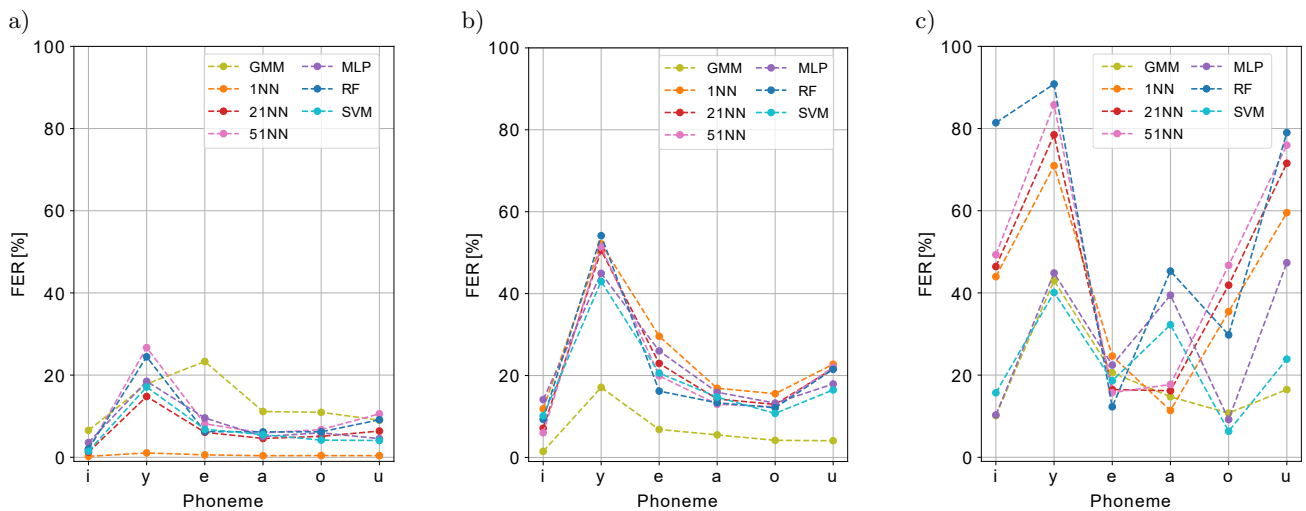 a)
100
80
60
40
20
0
FER [%]
i y e a o u
Phoneme
GMM MLP
1NN RF
21NN SVM
51NN
b)
100
80
60
40
20
0
FER [%]
i y e a o u
Phoneme
GMM MLP
1NN RF
21NN SVM
51NN
c)
100
80
60
40
20
0
FER [%]
i y e a o u
Phoneme
GMM MLP
1NN RF
21NN SVM
51NN